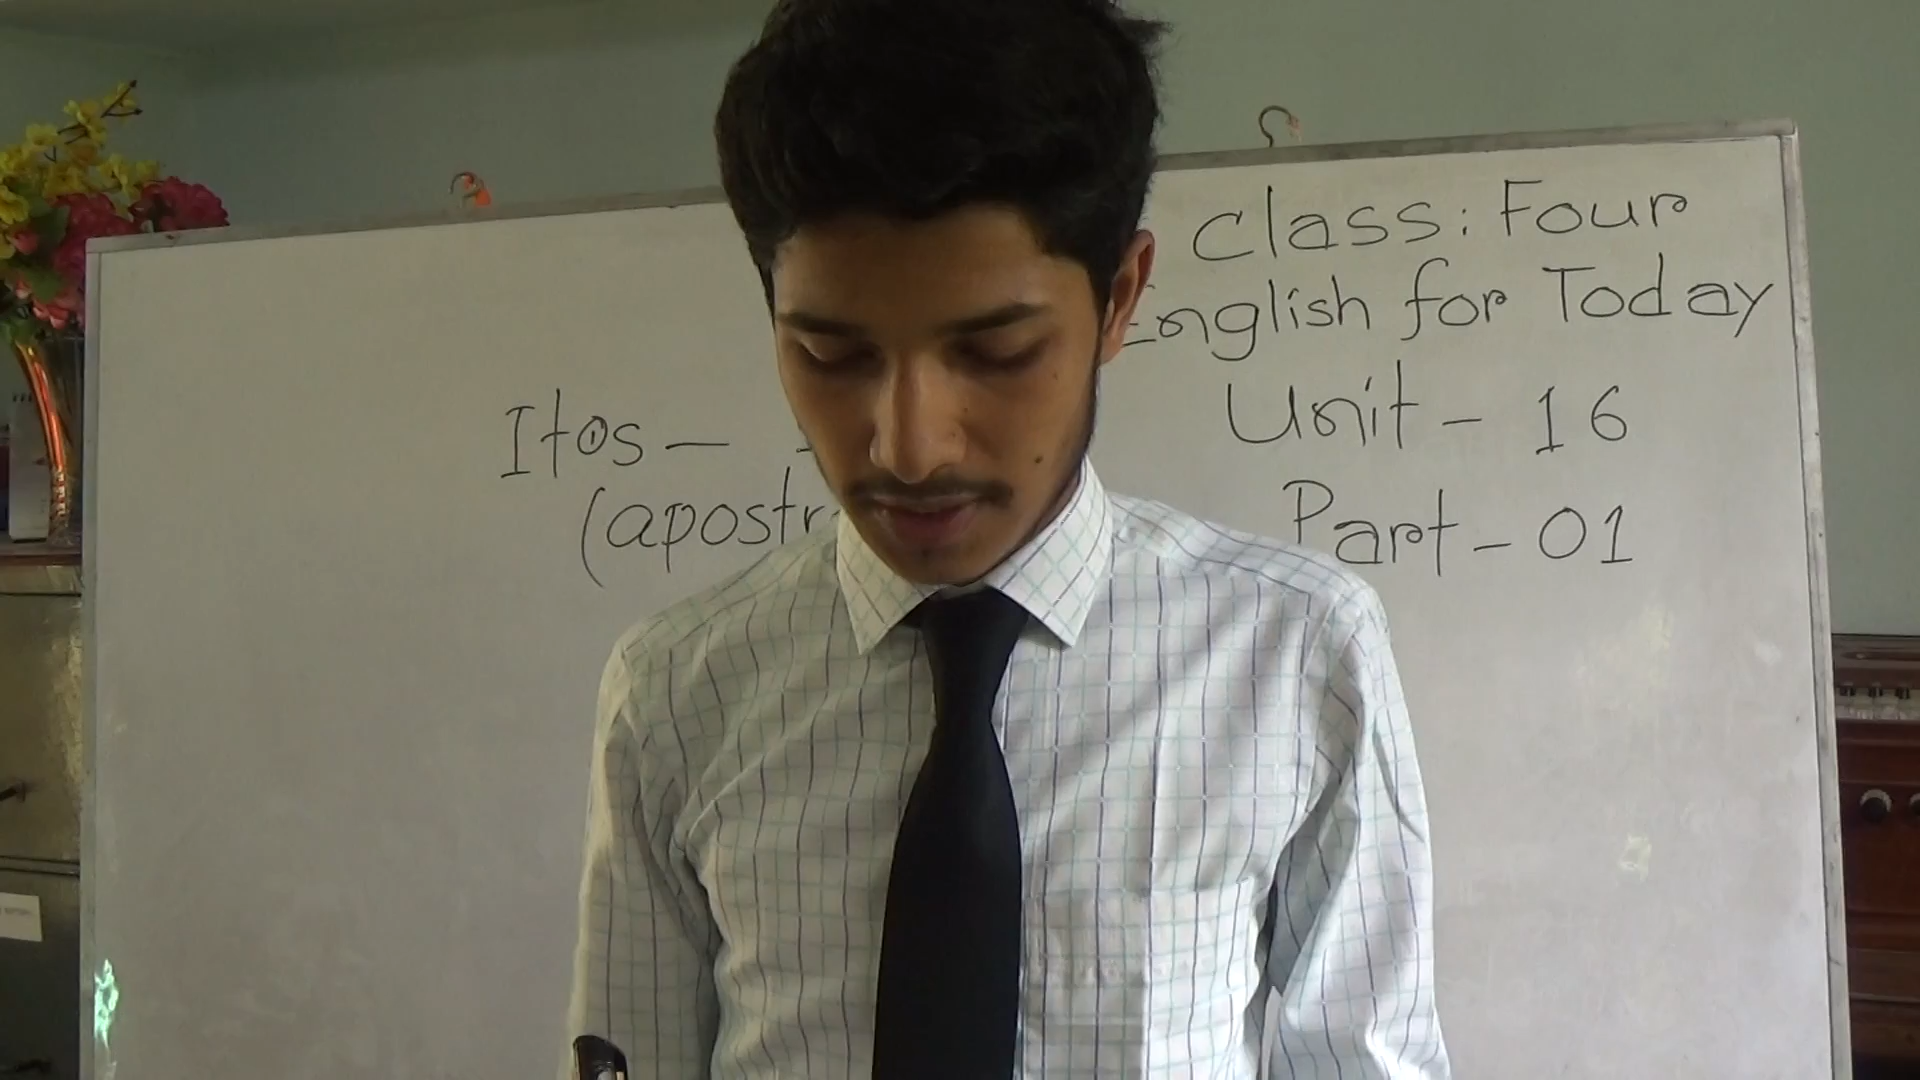 Class: Four
English for Today
Unit - 16
Part - 01
It's —
(apostr